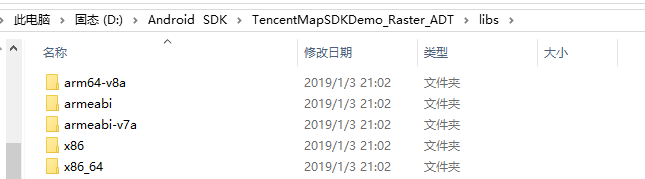 此电脑 › 固态 (D:) › Android SDK › TencentMapSDKDemo_Raster_ADT › libs ›
名称 修改日期 类型 大小
arm64-v8a 2019/1/3 21:02 文件夹
armeabi 2019/1/3 21:02 文件夹
armeabi-v7a 2019/1/3 21:02 文件夹
x86 2019/1/3 21:02 文件夹
x86_64 2019/1/3 21:02 文件夹